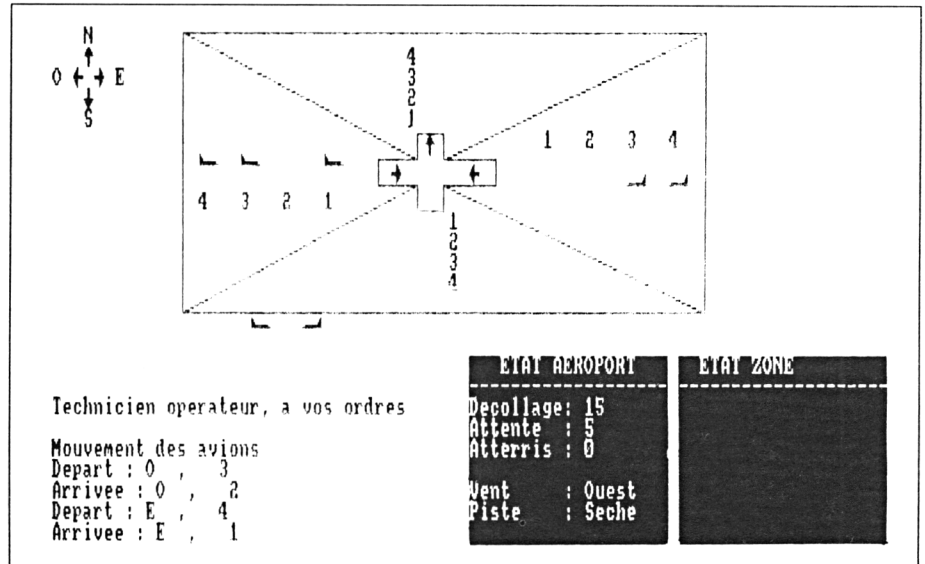 N
O E
S
4
3
2
1
1 2 3 4
4 3 2 1
1
2
3
4
Technicien operateur, a vos ordres
Mouvement des avions
Depart : O , 3
Arrivee : O , 2
Depart : E , 4
Arrivee : E , 1
ETAT AEROPORT
Decollage: 15
Attente : 5
Atterris : 0
Vent : Ouest
Piste : Seche
ETAT ZONE